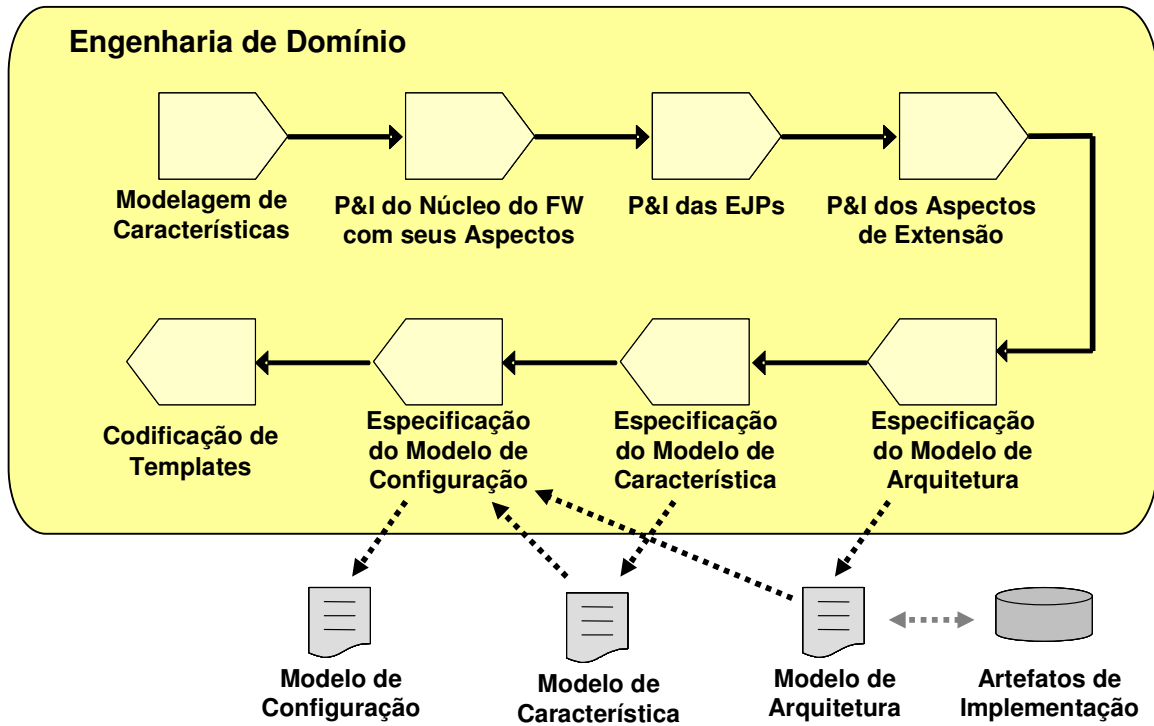 Engenharia de Domínio
Modelagem de
Características
P&I do Núcleo do FW
com seus Aspectos
P&I das EJPs
P&I dos Aspectos
de Extensão
Codificação de
Templates
Especificação
do Modelo de
Configuração
Especificação
do Modelo de
Característica
Especificação
do Modelo de
Arquitetura
Modelo de
Configuração
Modelo de
Característica
Modelo de
Arquitetura
Artefatos de
Implementação